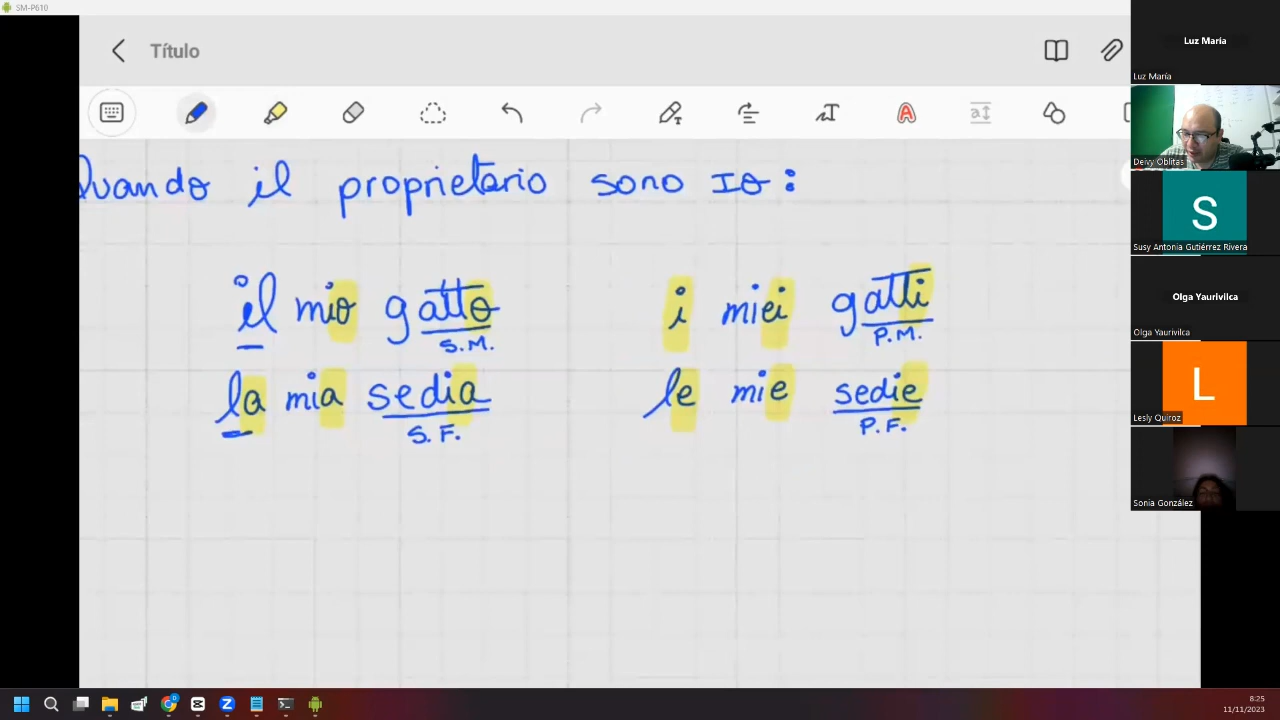 SM-P610
Título
Luz María
Luz María
Quando il proprietario sono IO:
Deivy Oblitas
S
Susy Antonia Gutiérrez Rivera
il mio gatto
S.M.
i miei gatti
P.M.
Olga Yaurivilca
Olga Yaurivilca
la mia sedia
S. F.
le mie sedie
P. F.
L
Lesly Quiroz
Sonia González
8:25
11/11/2023